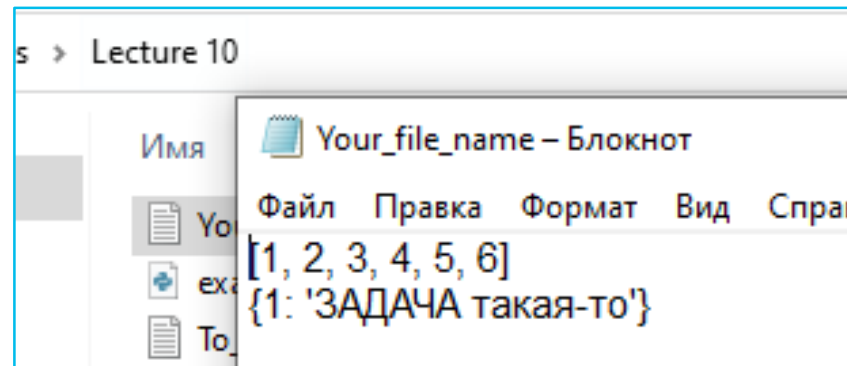 s > Lecture 10
Имя
Your_file_name – Блокнот
Файл Правка Формат Вид
[1, 2, 3, 4, 5, 6]
{1: 'ЗАДАЧА такая-то'}
To_